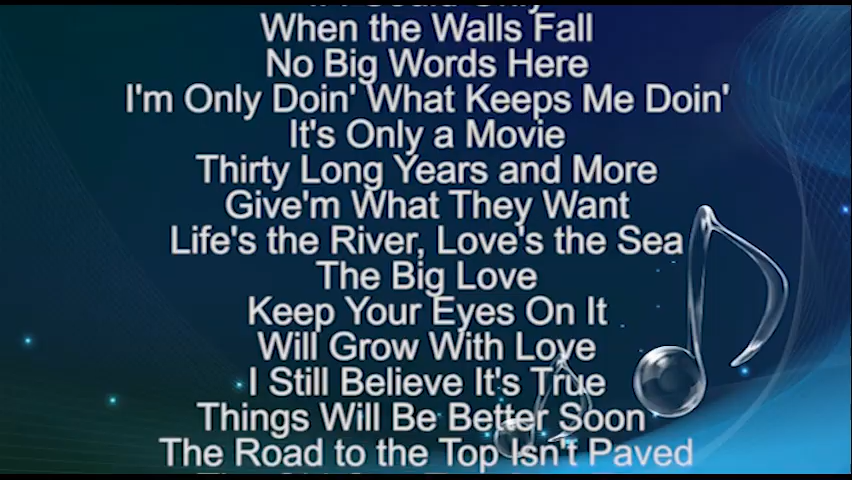 When the Walls Fall
No Big Words Here
I'm Only Doin' What Keeps Me Doin'
It's Only a Movie
Thirty Long Years and More
Give'm What They Want
Life's the River, Love's the Sea
The Big Love
Keep Your Eyes On It
Will Grow With Love
I Still Believe It's True
Things Will Be Better Soon
The Road to the Top Isn't Paved